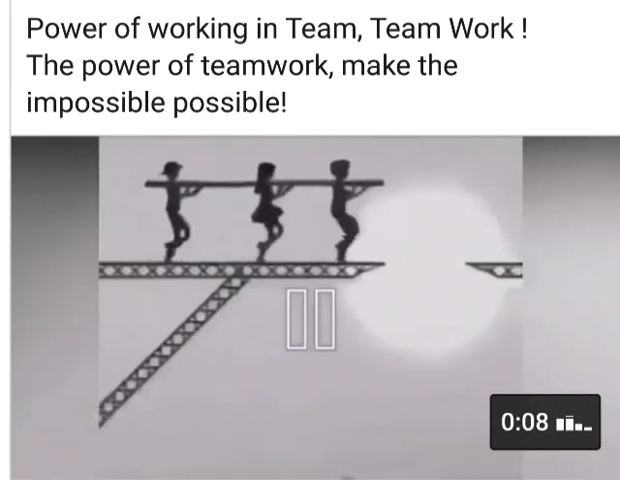 Power of working in Team, Team Work !
The power of teamwork, make the
impossible possible!
0:08